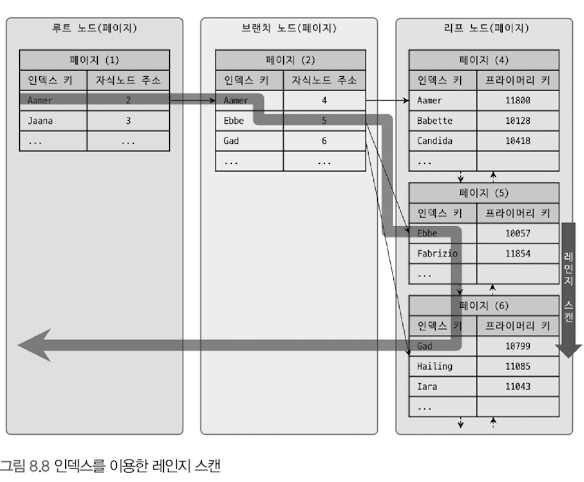 루트 노드(페이지)
페이지 (1)
인덱스 키 자식노드 주소
Aamer 2
Jaana 3
... ...
브랜치 노드(페이지)
페이지 (2)
인덱스 키 자식노드 주소
Aamer 4
Ebbe 5
Gad 6
... ...
리프 노드(페이지)
페이지 (4)
인덱스 키 프라이머리 키
Aamer 11800
Babette 10128
Candida 10418
...
페이지 (5)
인덱스 키 프라이머리 키
Ebbe 10057
Fabrizio 11854
...
페이지 (6)
인덱스 키 프라이머리 키
Gad 10799
Hailing 11085
Iara 11043
...
레인지 스캔
그림 8.8 인덱스를 이용한 레인지 스캔